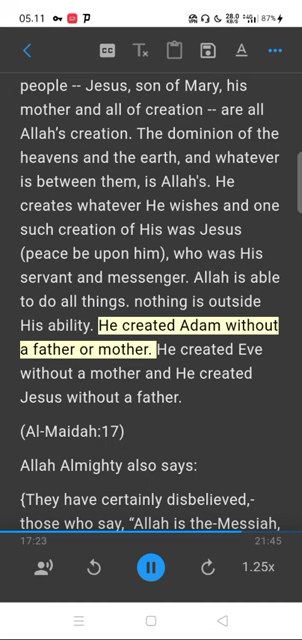 05.11
28.0 KB/S
87%
CC
people -- Jesus, son of Mary, his
mother and all of creation -- are all
Allah's creation. The dominion of the
heavens and the earth, and whatever
is between them, is Allah's. He
creates whatever He wishes and one
such creation of His was Jesus
(peace be upon him), who was His
servant and messenger. Allah is able
to do all things. nothing is outside
His ability. He created Adam without
a father or mother. He created Eve
without a mother and He created
Jesus without a father.
(Al-Maidah:17)
Allah Almighty also says:
{They have certainly disbelieved,-
those who say, “Allah is the-Messiah,
17:23
21:45
1.25x